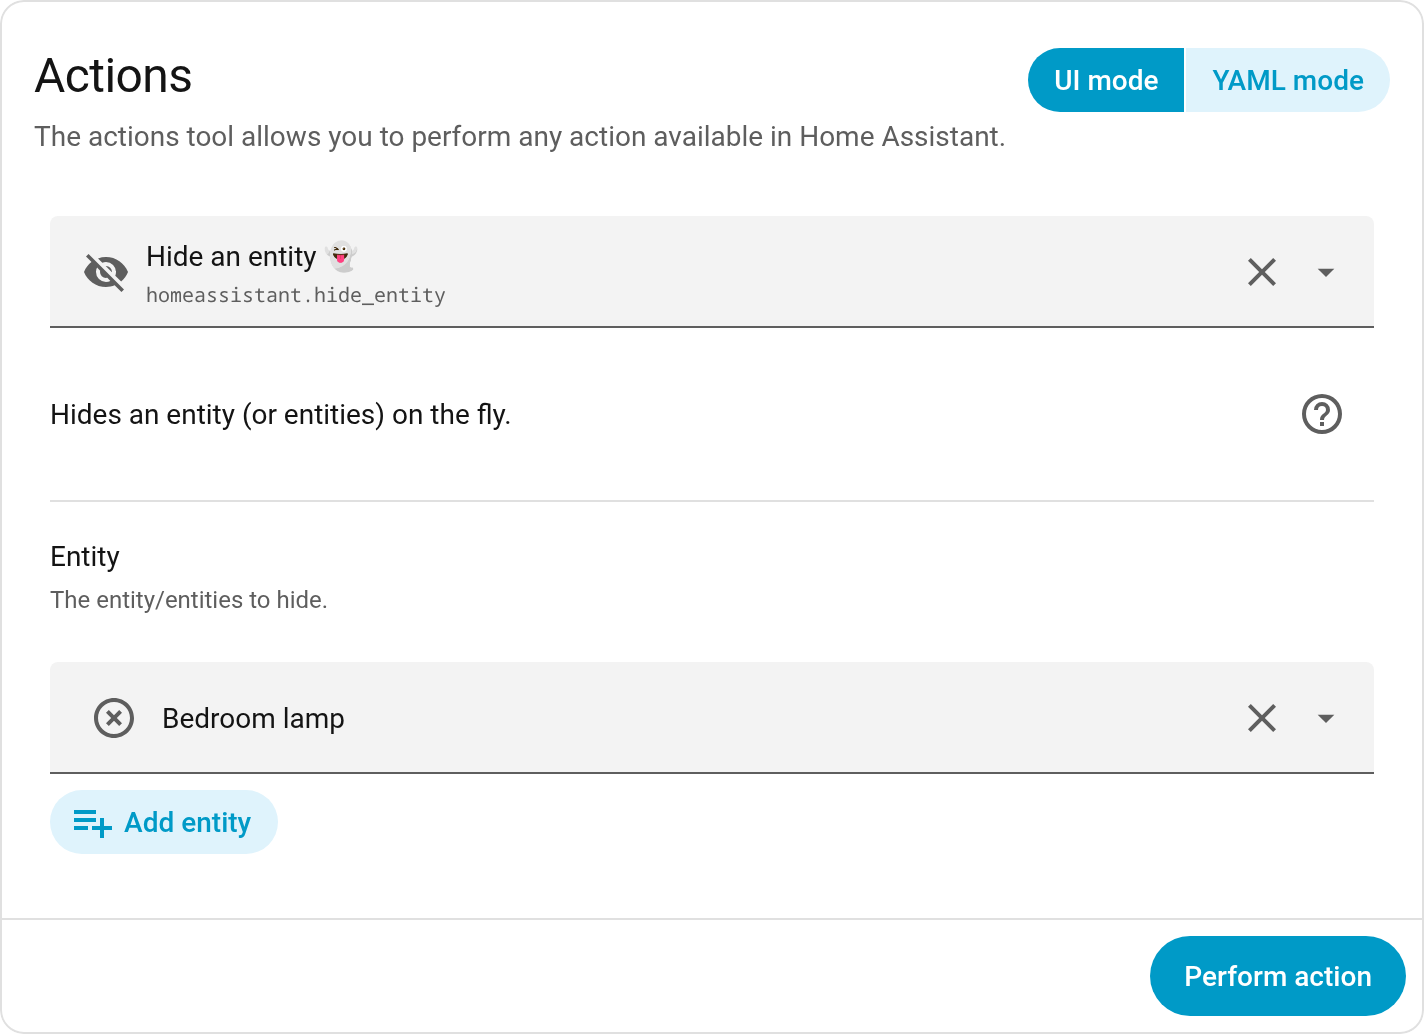 Actions
UI mode
YAML mode
The actions tool allows you to perform any action available in Home Assistant.
Hide an entity 👻
homeassistant.hide_entity
Hides an entity (or entities) on the fly.
Entity
The entity/entities to hide.
Bedroom lamp
Add entity
Perform action